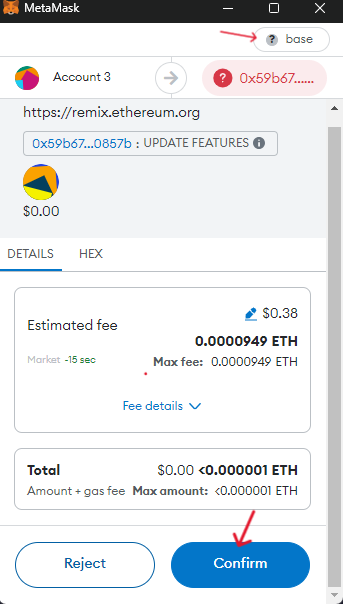 MetaMask
? base
Account 3
? 0x59b67......
https://remix.ethereum.org
0x59b67...0857b : UPDATE FEATURES i
$0.00
DETAILS HEX
$0.38
Estimated fee
0.0000949 ETH
Market ~15 sec Max fee: 0.0000949 ETH
Fee details
Total $0.00 <0.000001 ETH
Amount + gas fee Max amount: <0.000001 ETH
Reject Confirm